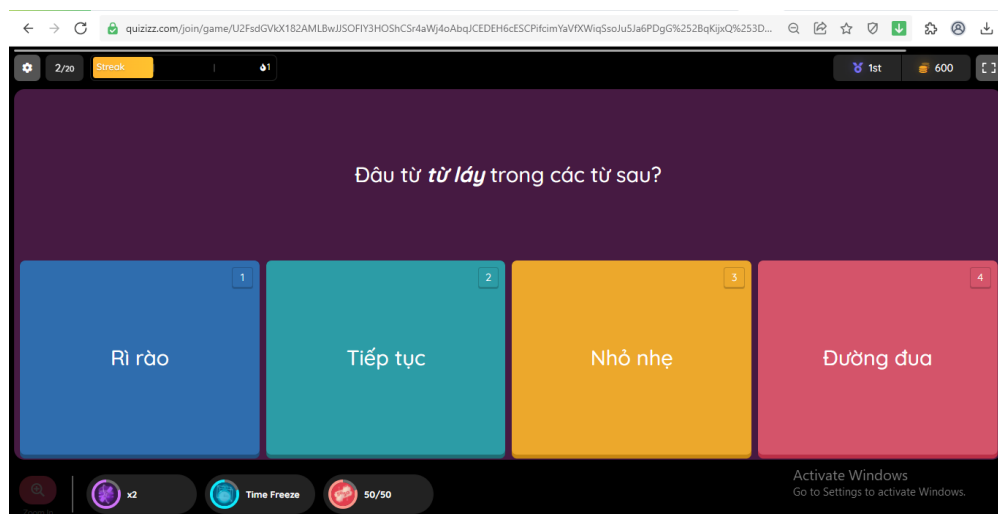 quizizz.com/join/game/U2FsdGVkX182AMLBwJJSOFIY3HOShCSr4aWj4oAbqJCEDEH6cESCPifcimYaVfXWiqSsoJu5Ja6PDgG%252BqKijxQ%253D...
2/20
Streak
1
1st
600
Đâu từ từ láy trong các từ sau?
1
2
3
4
Rì rào
Tiếp tục
Nhỏ nhẹ
Đường đua
x2
Time Freeze
50/50
Activate Windows
Go to Settings to activate Windows.